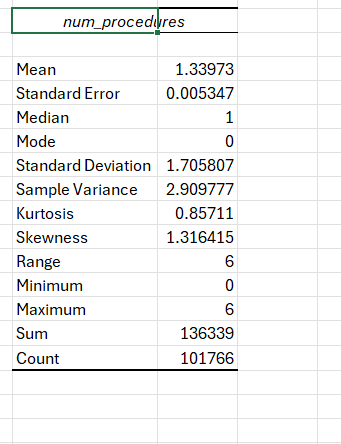 num_procedures
Mean 1.33973
Standard Error 0.005347
Median 1
Mode 0
Standard Deviation 1.705807
Sample Variance 2.909777
Kurtosis 0.85711
Skewness 1.316415
Range 6
Minimum 0
Maximum 6
Sum 136339
Count 101766